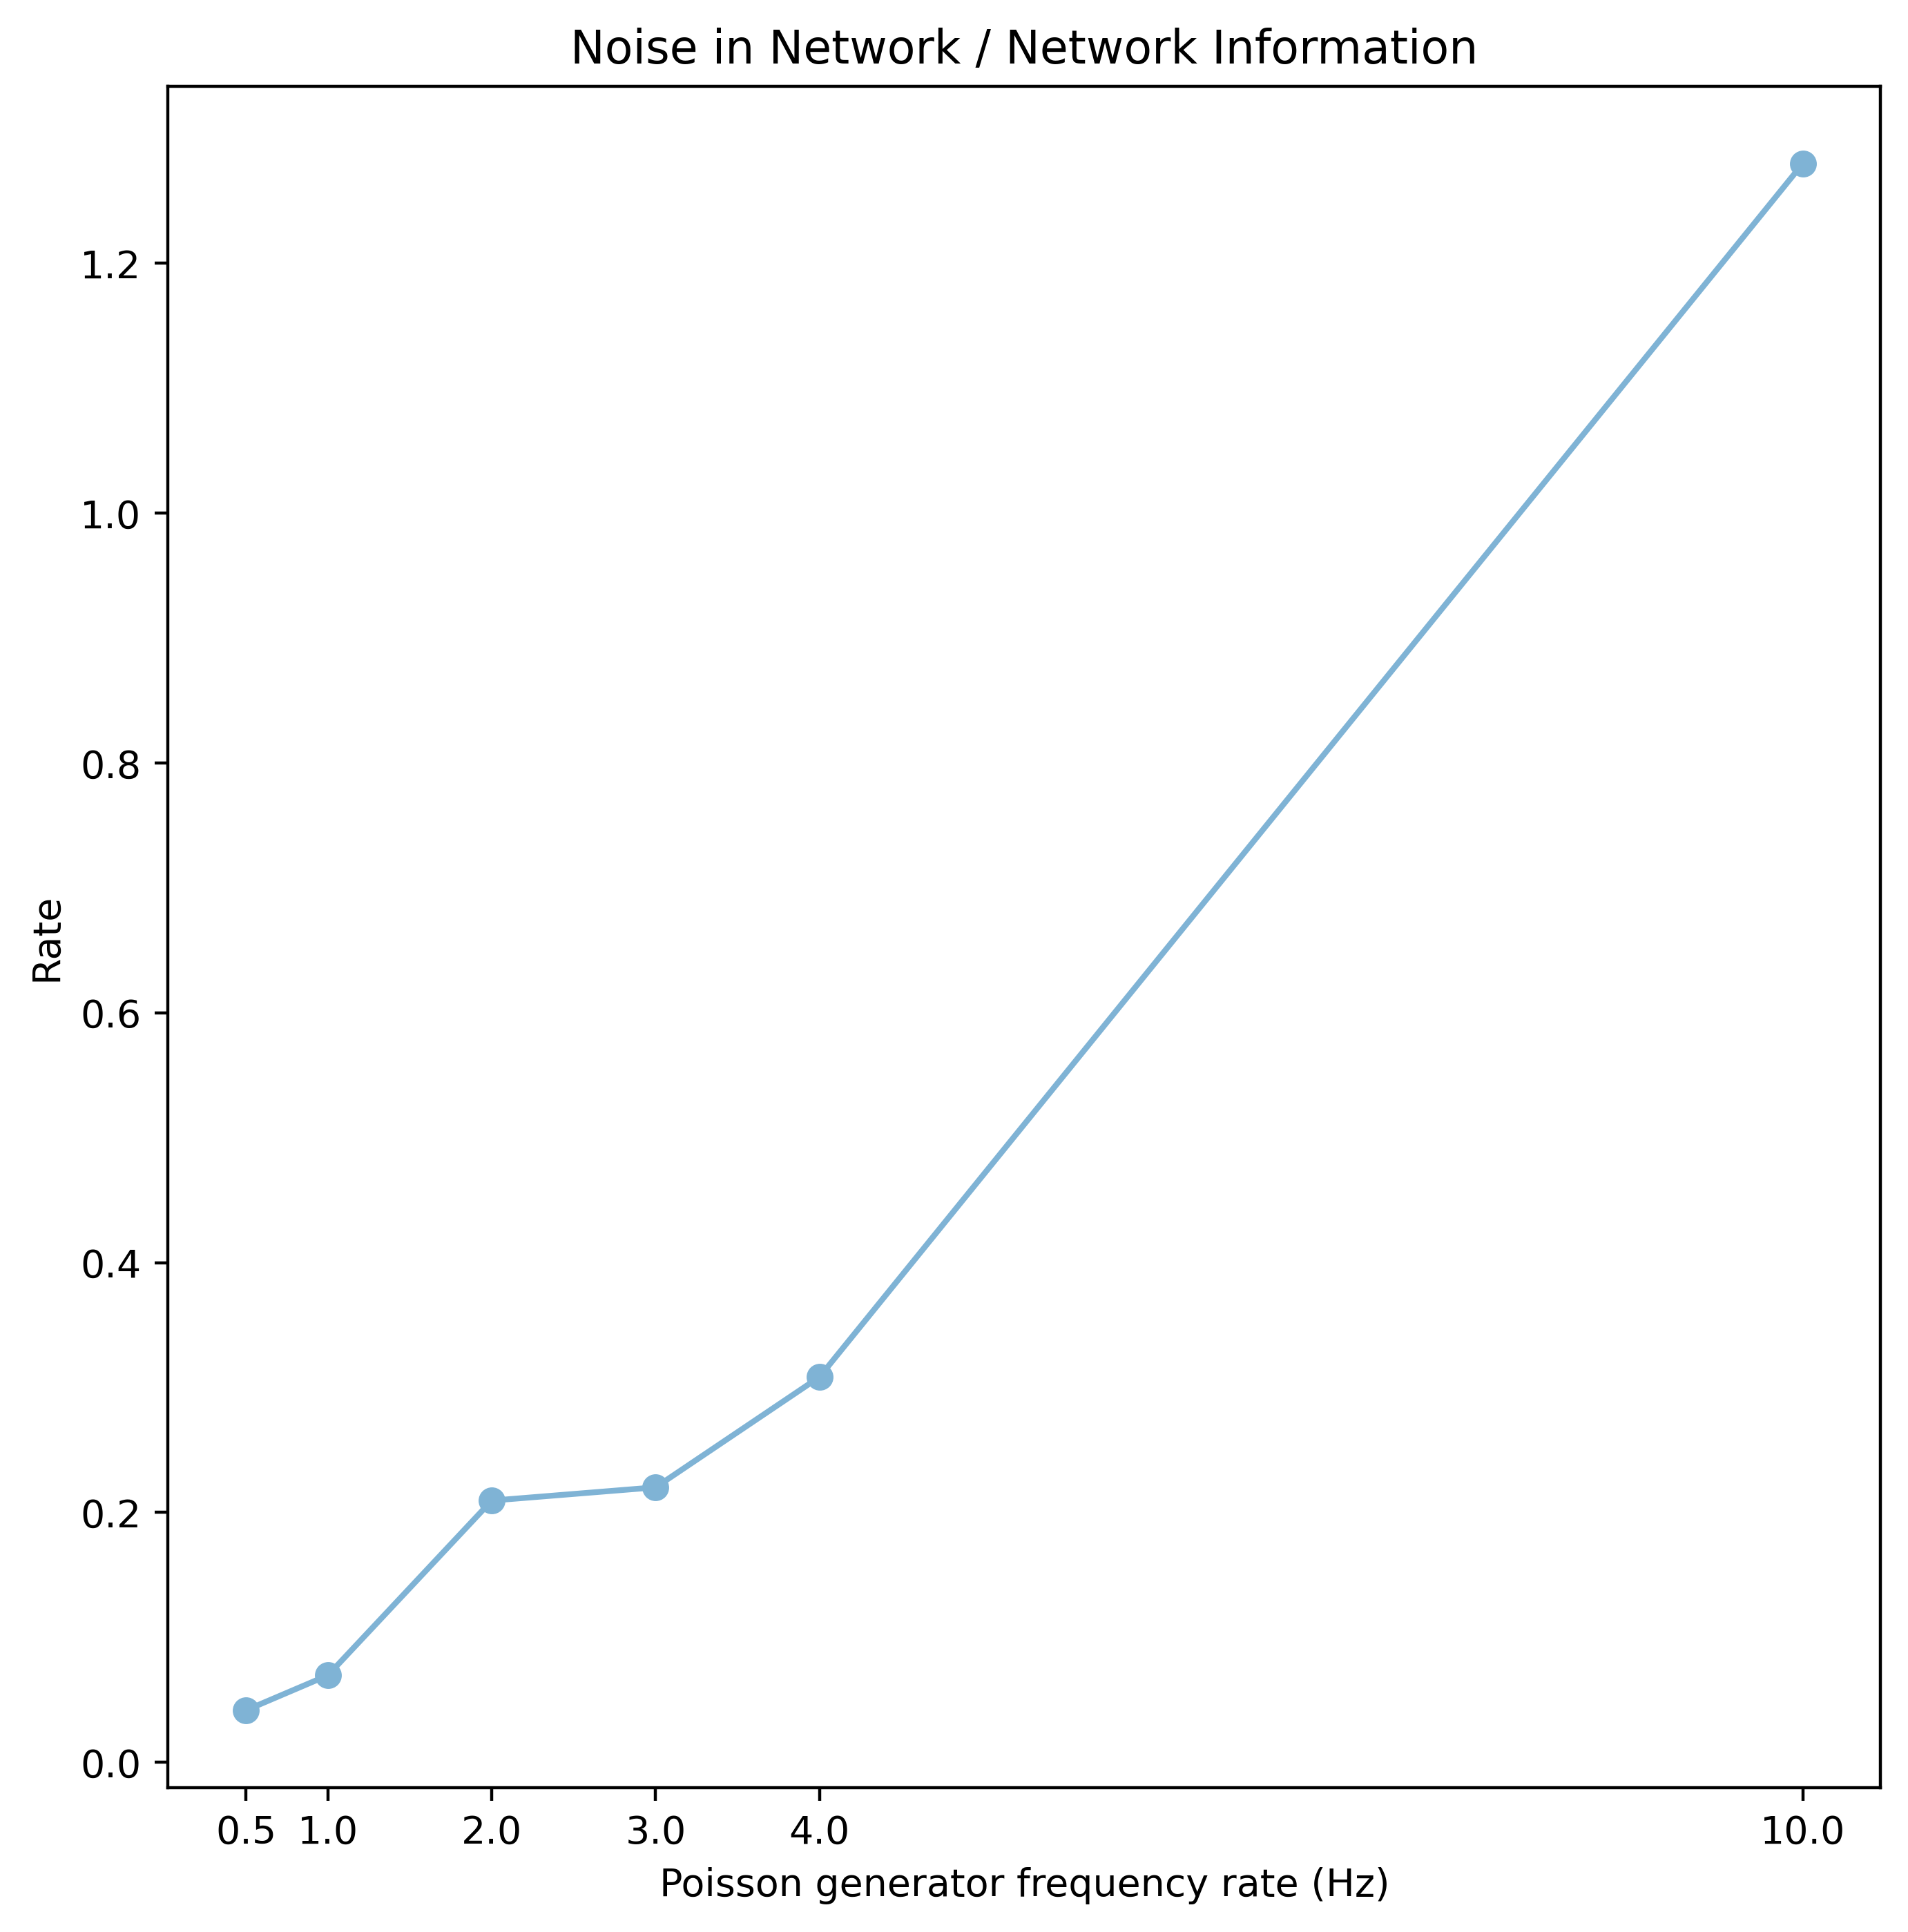 Noise in Network / Network Information
1.2
1.0
0.8
0.6
0.4
0.2
0.0
Rate
0.5 1.0 2.0 3.0 4.0 10.0
Poisson generator frequency rate (Hz)